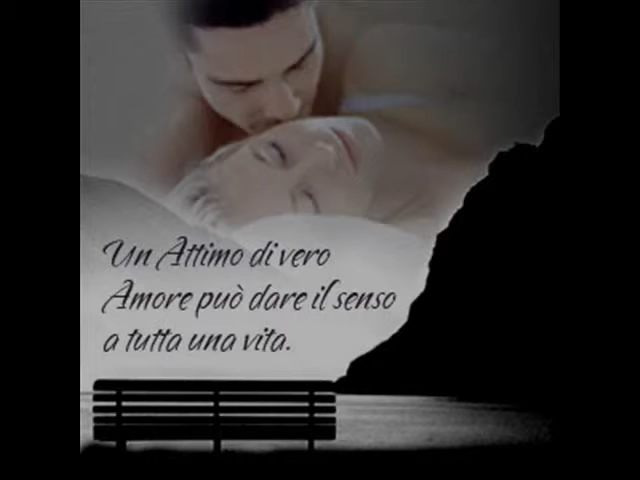 Un Attimo di vero
Amore può dare il senso
a tutta una vita.